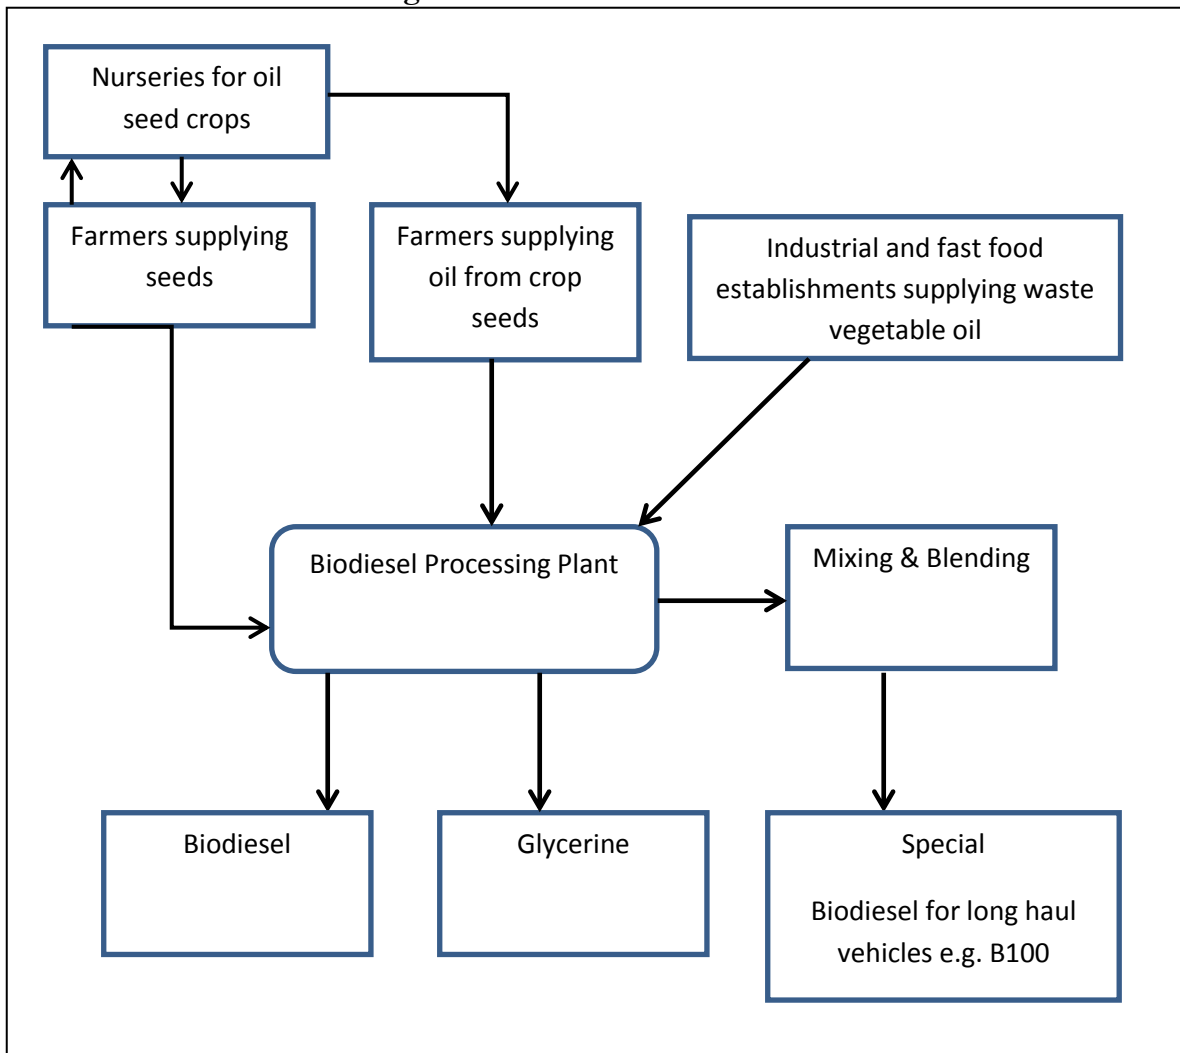 Nurseries for oil
seed crops
Farmers supplying
seeds
Farmers supplying
oil from crop
seeds
Industrial and fast food
establishments supplying waste
vegetable oil
Biodiesel Processing Plant
Mixing & Blending
Biodiesel
Glycerine
Special
Biodiesel for long haul
vehicles e.g. B100